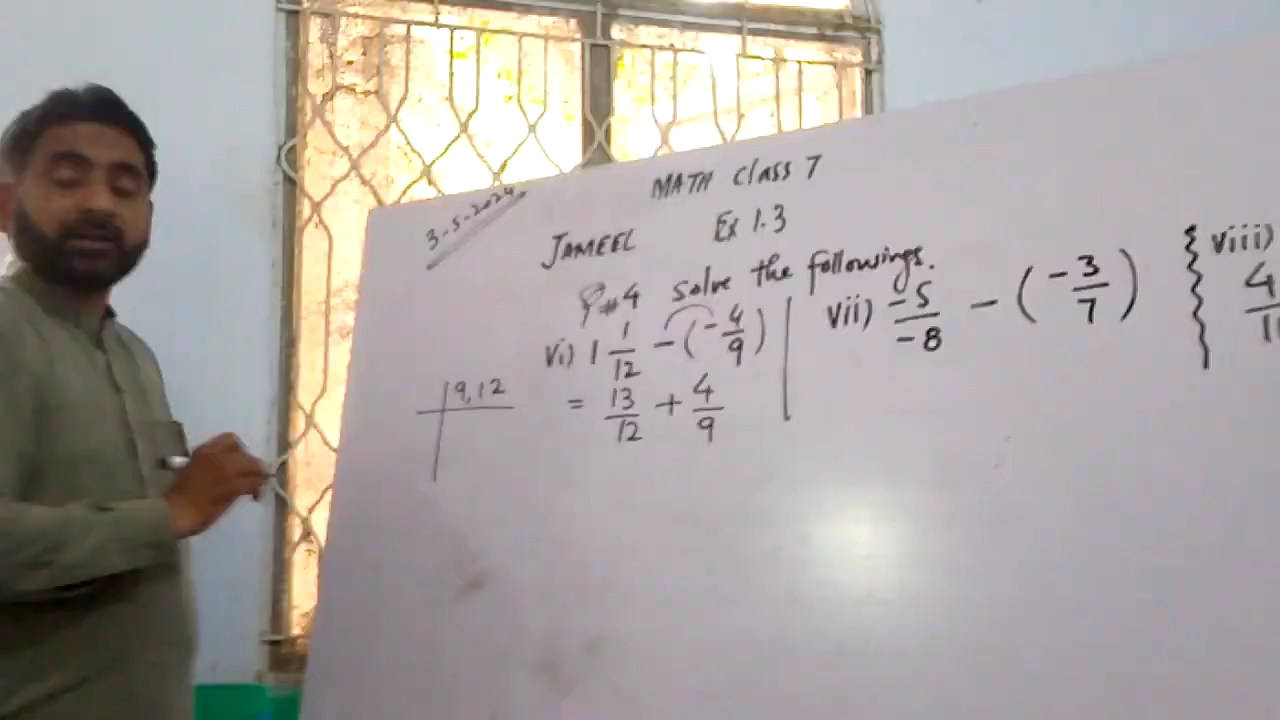 3-5-2024
MATH Class 7
JAMEEL Ex 1.3
Q#4 Solve the followings.
vi) 1 1/12 - (-4/9)
= 13/12 + 4/9
9,12
vii) -5/-8 - (-3/7)
viii)
4